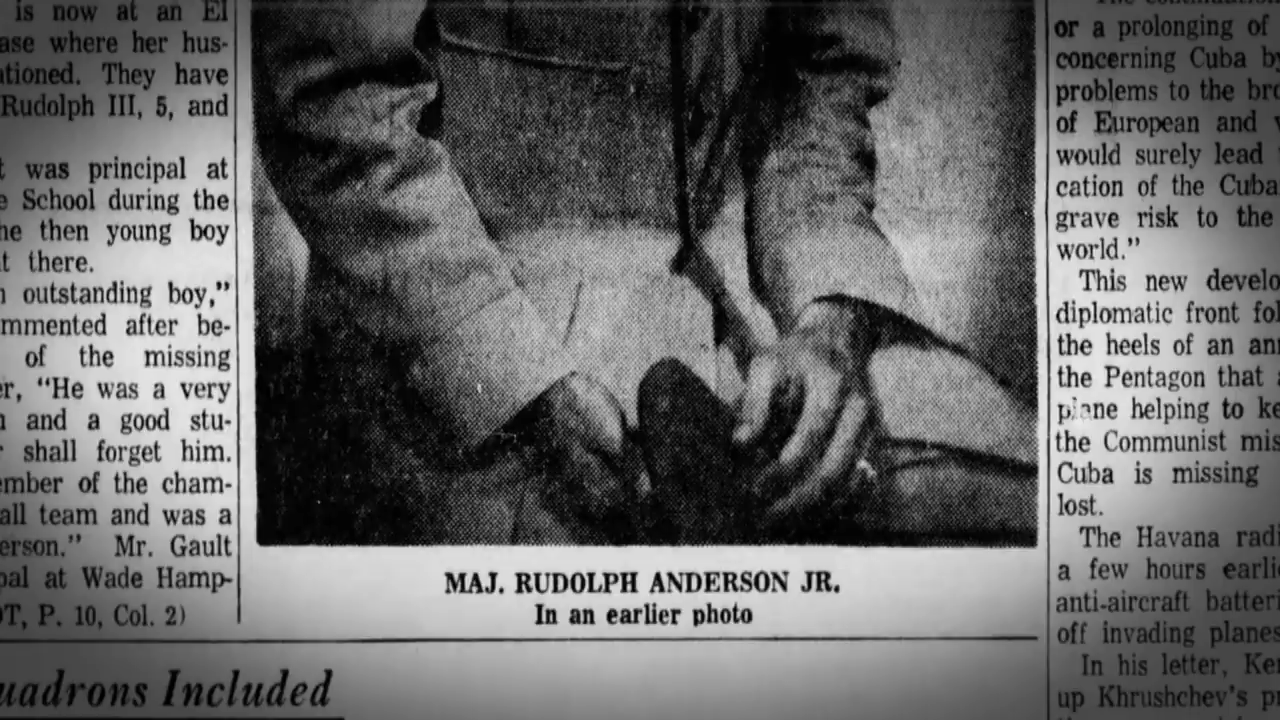 is now at an El
ase where her hus-
ationed. They have
Rudolph III, 5, and
t was principal at
e School during the
he then young boy
t there.
n outstanding boy,"
mmented after be-
of the missing
er, "He was a very
n and a good stu-
r shall forget him.
ember of the cham-
all team and was a
erson." Mr. Gault
pal at Wade Hamp-
OT, P. 10, Col. 2)
uadrons Included
MAJ. RUDOLPH ANDERSON JR.
In an earlier photo
or a prolonging of
concerning Cuba by
problems to the bro
of European and w
would surely lead
cation of the Cuba
grave risk to the
world."
This new develo
diplomatic front fol
the heels of an ann
the Pentagon that a
plane helping to ke
the Communist mis
Cuba is missing
lost.
The Havana radi
a few hours earlie
anti-aircraft batteri
off invading planes
In his letter, Ken
up Khrushchev's p